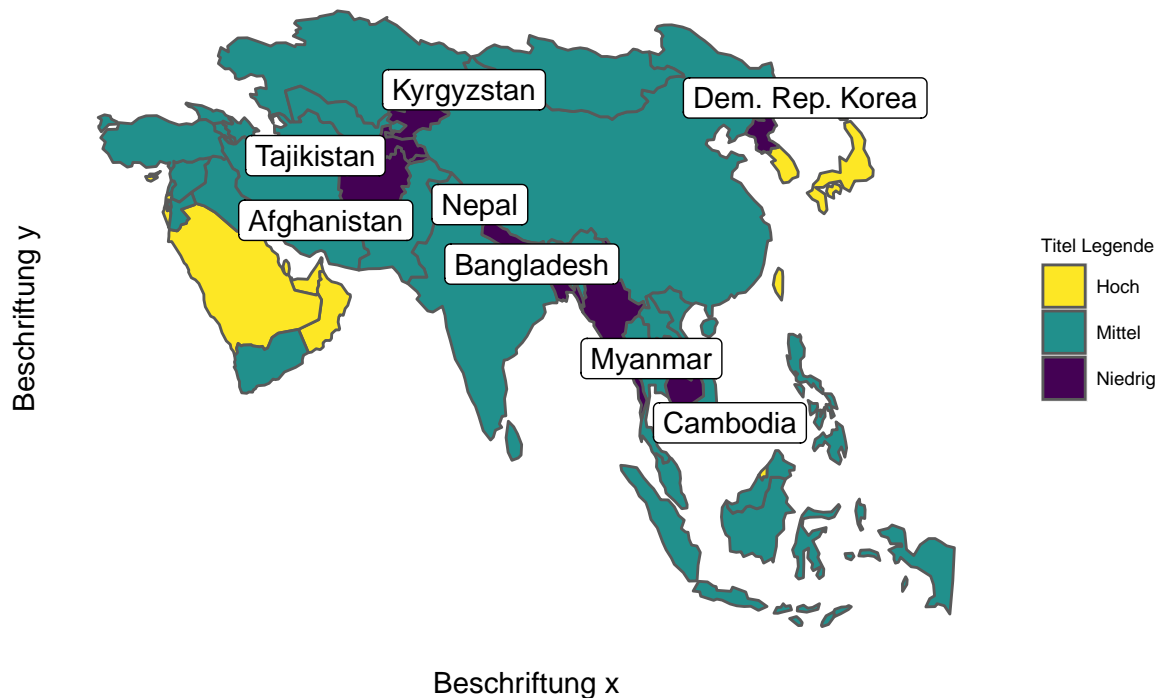 Kyrgyzstan
Dem. Rep. Korea
Tajikistan
Nepal
Afghanistan
Bangladesh
Myanmar
Cambodia
Beschriftung y
Beschriftung x
Titel Legende
Hoch
Mittel
Niedrig